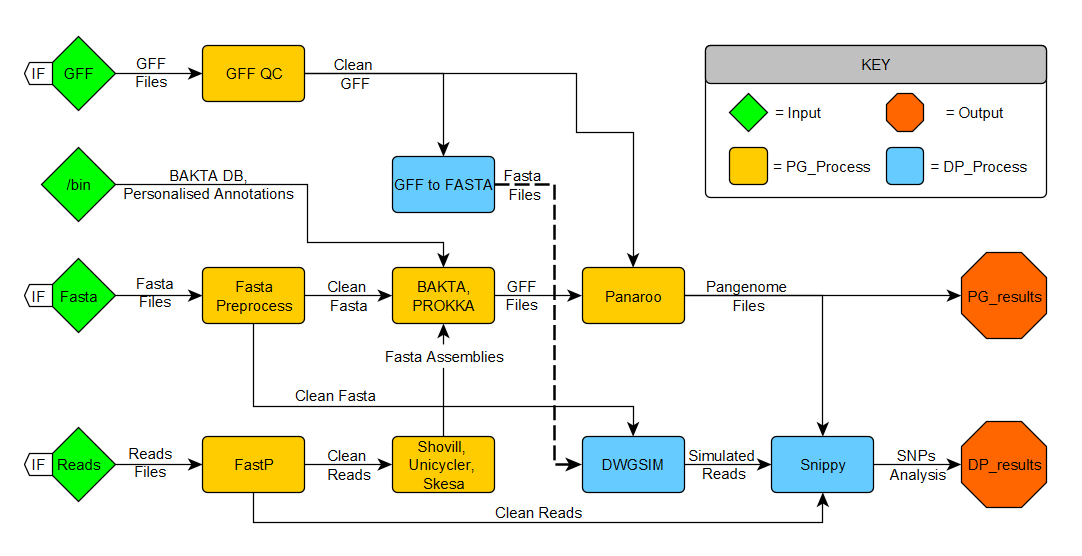 KEY
= Input
= Output
= PG_Process
= DP_Process
IF
GFF
GFF
Files
GFF QC
Clean
GFF
/bin
BAKTA DB,
Personalised Annotations
GFF to FASTA
Fasta
Files
IF
Fasta
Fasta
Files
Fasta
Preprocess
Clean
Fasta
BAKTA,
PROKKA
GFF
Files
Panaroo
Pangenome
Files
PG_results
Fasta Assemblies
Clean Fasta
IF
Reads
Reads
Files
FastP
Clean
Reads
Shovill,
Unicycler,
Skesa
DWGSIM
Simulated
Reads
Snippy
SNPs
Analysis
DP_results
Clean Reads